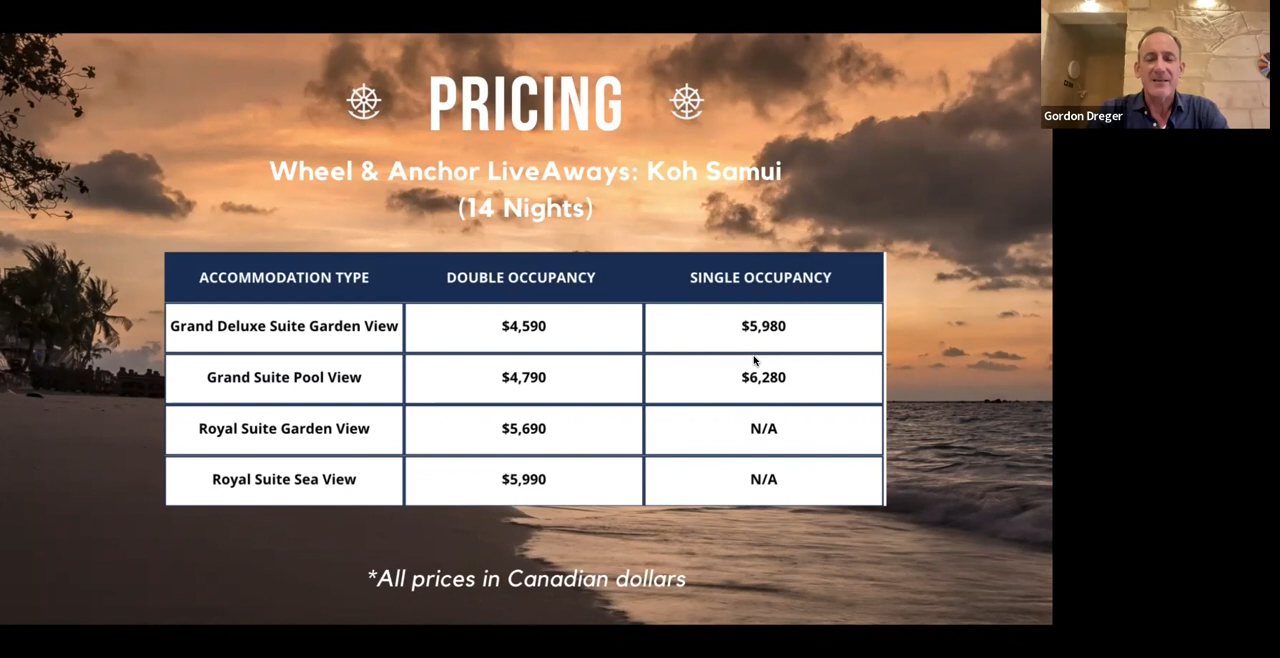 PRICING
Wheel & Anchor LiveAways: Koh Samui
(14 Nights)
ACCOMMODATION TYPE DOUBLE OCCUPANCY SINGLE OCCUPANCY
Grand Deluxe Suite Garden View $4,590 $5,980
Grand Suite Pool View $4,790 $6,280
Royal Suite Garden View $5,690 N/A
Royal Suite Sea View $5,990 N/A
*All prices in Canadian dollars
Gordon Dreger